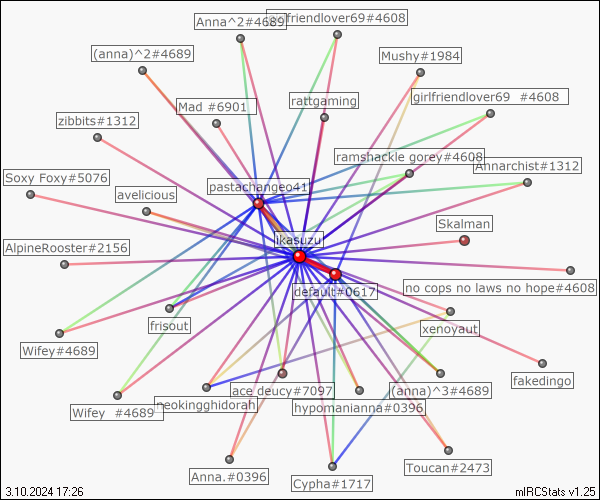 Anna^2#4689
girlfriendlover69#4608
(anna)^2#4689
Mushy#1984
girlfriendlover69 #4608
Mad #6901
rattgaming
zibbits#1312
ramshackle gorey#4608
Annarchist#1312
Soxy Foxy#5076
pastachangeo41
avelicious
Skalman
ikasuzu
AlpineRooster#2156
default#0617
no cops no laws no hope#4608
frisout
xenoyaut
Wifey#4689
fakedingo
ace deucy#7097
(anna)^3#4689
neokingghidorah
hypomanianna#0396
Wifey #4689
Toucan#2473
Anna.#0396
Cypha#1717
3.10.2024 17:26
mIRCStats v1.25